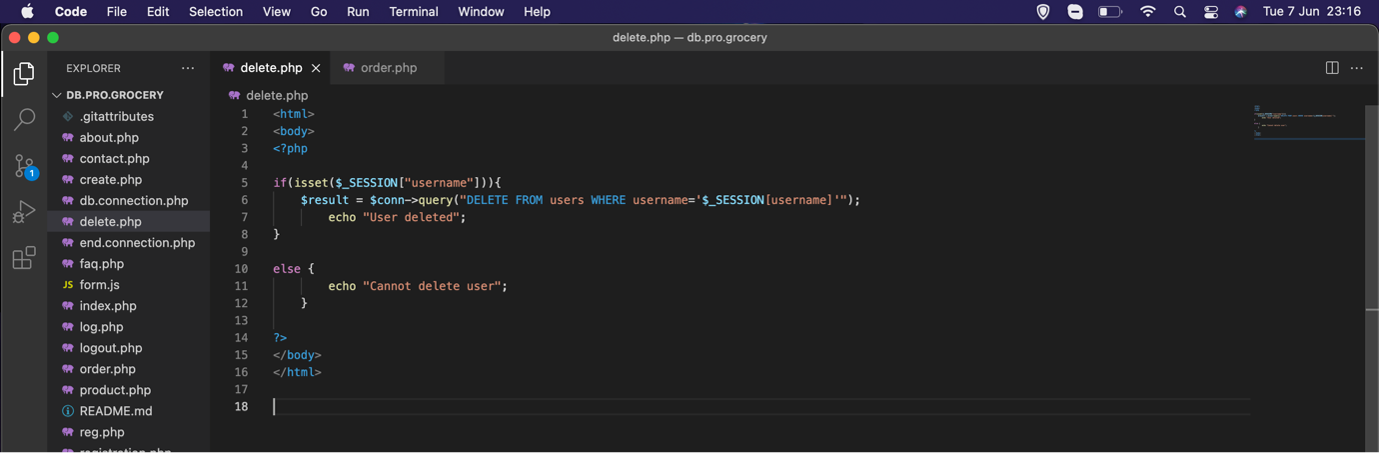 Code File Edit Selection View Go Run Terminal Window Help Tue 7 Jun 23:16
delete.php — db.pro.grocery
EXPLORER
delete.php
order.php
DB.PRO.GROCERY
.gitattributes
about.php
contact.php
create.php
db.connection.php
delete.php
end.connection.php
faq.php
JS form.js
index.php
log.php
logout.php
order.php
product.php
README.md
reg.php
registration.php
1
delete.php
1 <html>
2 <body>
3 <?php
4
5 if(isset($_SESSION["username"])){
6 $result = $conn->query("DELETE FROM users WHERE username='$_SESSION[username]'");
7 echo "User deleted";
8 }
9
10 else {
11 echo "Cannot delete user";
12 }
13
14 ?>
15 </body>
16 </html>
17
18